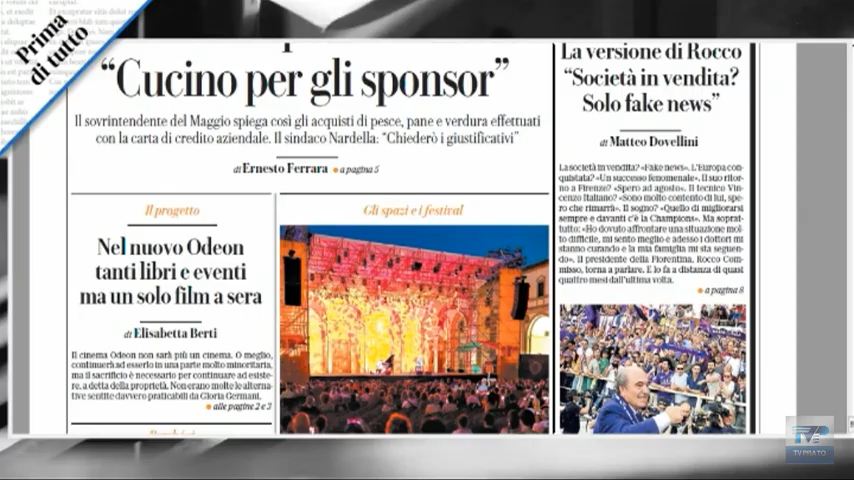 Prima
di tutto
"Cucino per gli sponsor"
Il sovrintendente del Maggio spiega così gli acquisti di pesce, pane e verdura effettuati
con la carta di credito aziendale. Il sindaco Nardella: "Chiederò i giustificativi"
di Ernesto Ferrara ● a pagina 5
Il progetto
Nel nuovo Odeon
tanti libri e eventi
ma un solo film a sera
di Elisabetta Berti
Il cinema Odeon non sarà più un cinema. O meglio,
continuerà ad esserlo in una parte molto minoritaria,
ma il sacrificio è necessario per continuare ad esiste-
re, a detta della proprietà. Non erano molte le alterna-
tive sentite davvero praticabili da Gloria Germani,
● alle pagine 2 e 3
Gli spazi e i festival
La versione di Rocco
"Società in vendita?
Solo fake news"
di Matteo Dovellini
La società in vendita? «Fake news». L'Europa con-
quistata? «Un successo fenomenale». Il suo ritor-
no a Firenze? «Spero ad agosto». Il tecnico Vin-
cenzo Italiano? «Sono molto contento di lui, spe-
ro che rimarrà». Il sogno? «Quello di migliorarsi
sempre e davanti c'è la Champions». Ma soprat-
tutto: «Ho dovuto affrontare una situazione mol-
to difficile, mi sento meglio e adesso i dottori mi
stanno curando e la mia famiglia mi sta seguen-
do». Il presidente della Fiorentina, Rocco Com-
misso, torna a parlare. E lo fa a distanza di quasi
quattro mesi dall'ultima volta.
● a pagina 8
TVP
TV PRATO